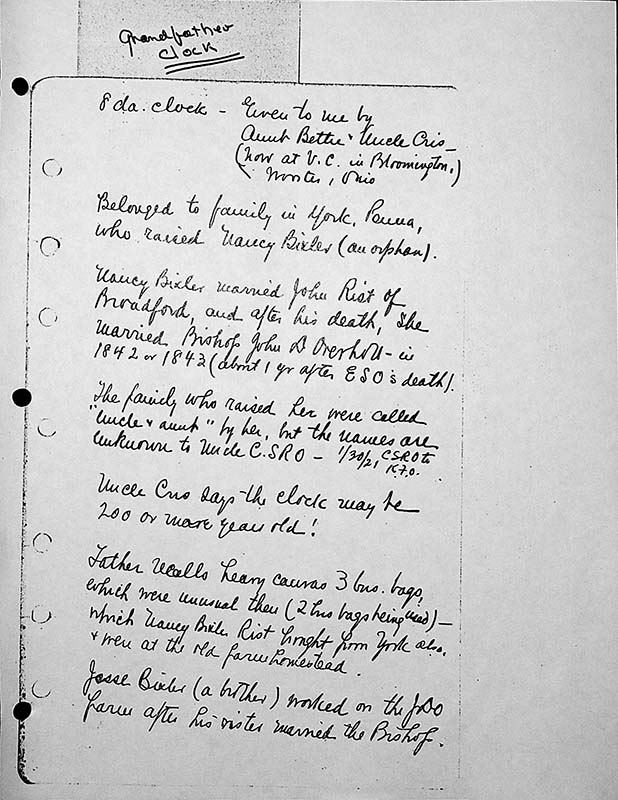 Grandfather
Clock
8 da. clock - Given to me by
Aunt Bettie & Uncle Cris -
(now at V.C. in Bloomington,)
Wooster, Ohio
Belonged to family in York, Penna,
who raised Nancy Bixler (an orphan).
Nancy Bixler married John Rist of
Broadford, and after his death, she
married Bishop John D Overholt - in
1842 or 1843 (about 1 yr after ESO's death).
The family who raised her were called
"uncle & aunt" by her, but the names are
unknown to Uncle C.SRO - 1/30/21 CSRO to
K.F.O.
Uncle Cris says the clock may be
200 or more years old!
Father recalls heavy canvas 3 bus. bags,
which were unusual then (2 bus bags being used) -
which Nancy Bixler Rist brought from York also,
& were at the old farm homestead.
Jesse Bixler (a brother) worked on the JDO
farm after his sister married the Bishop.